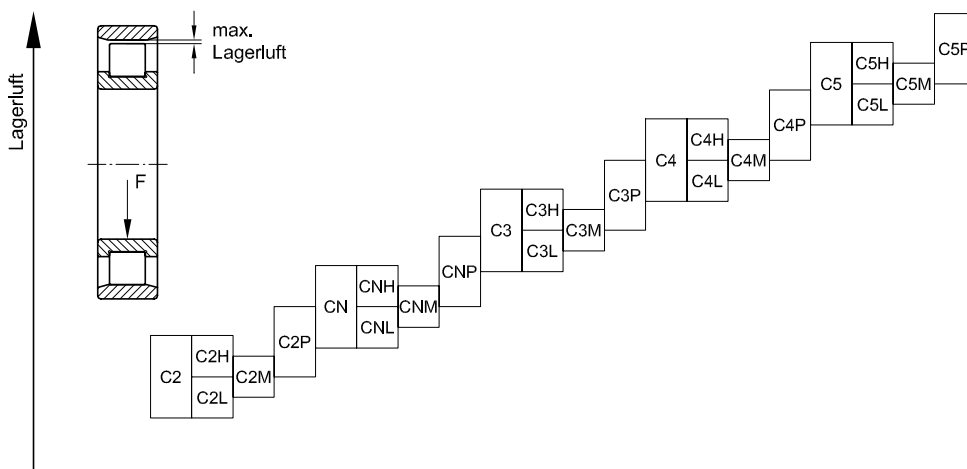 Lagerluft
max.
Lagerluft
F
C2
C2H
C2L
C2M
C2P
CN
CNH
CNL
CNM
CNP
C3
C3H
C3L
C3M
C3P
C4
C4H
C4L
C4M
C4P
C5
C5H
C5L
C5M
C5P